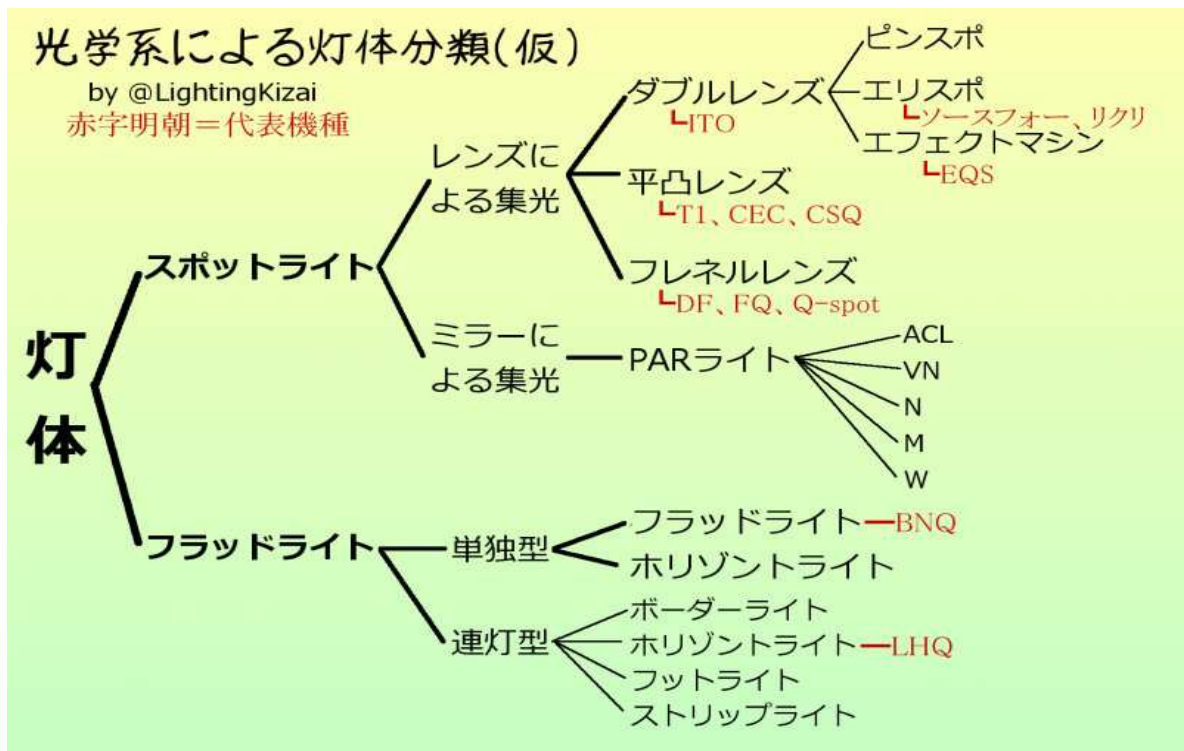 光学系による灯体分類(仮)
by @LightingKizai
赤字明朝＝代表機種
灯体
スポットライト
レンズに
よる集光
ダブルレンズ
┗ITO
ピンスポ
エリスポ
┗ソースフォー、リクリ
エフェクトマシン
┗EQS
平凸レンズ
┗T1、CEC、CSQ
フレネルレンズ
┗DF、FQ、Q-spot
ミラーに
よる集光
PARライト
ACL
VN
N
M
W
フラッドライト
単独型
フラッドライト━BNQ
ホリゾントライト
連灯型
ボーダーライト
ホリゾントライト━LHQ
フットライト
ストリップライト